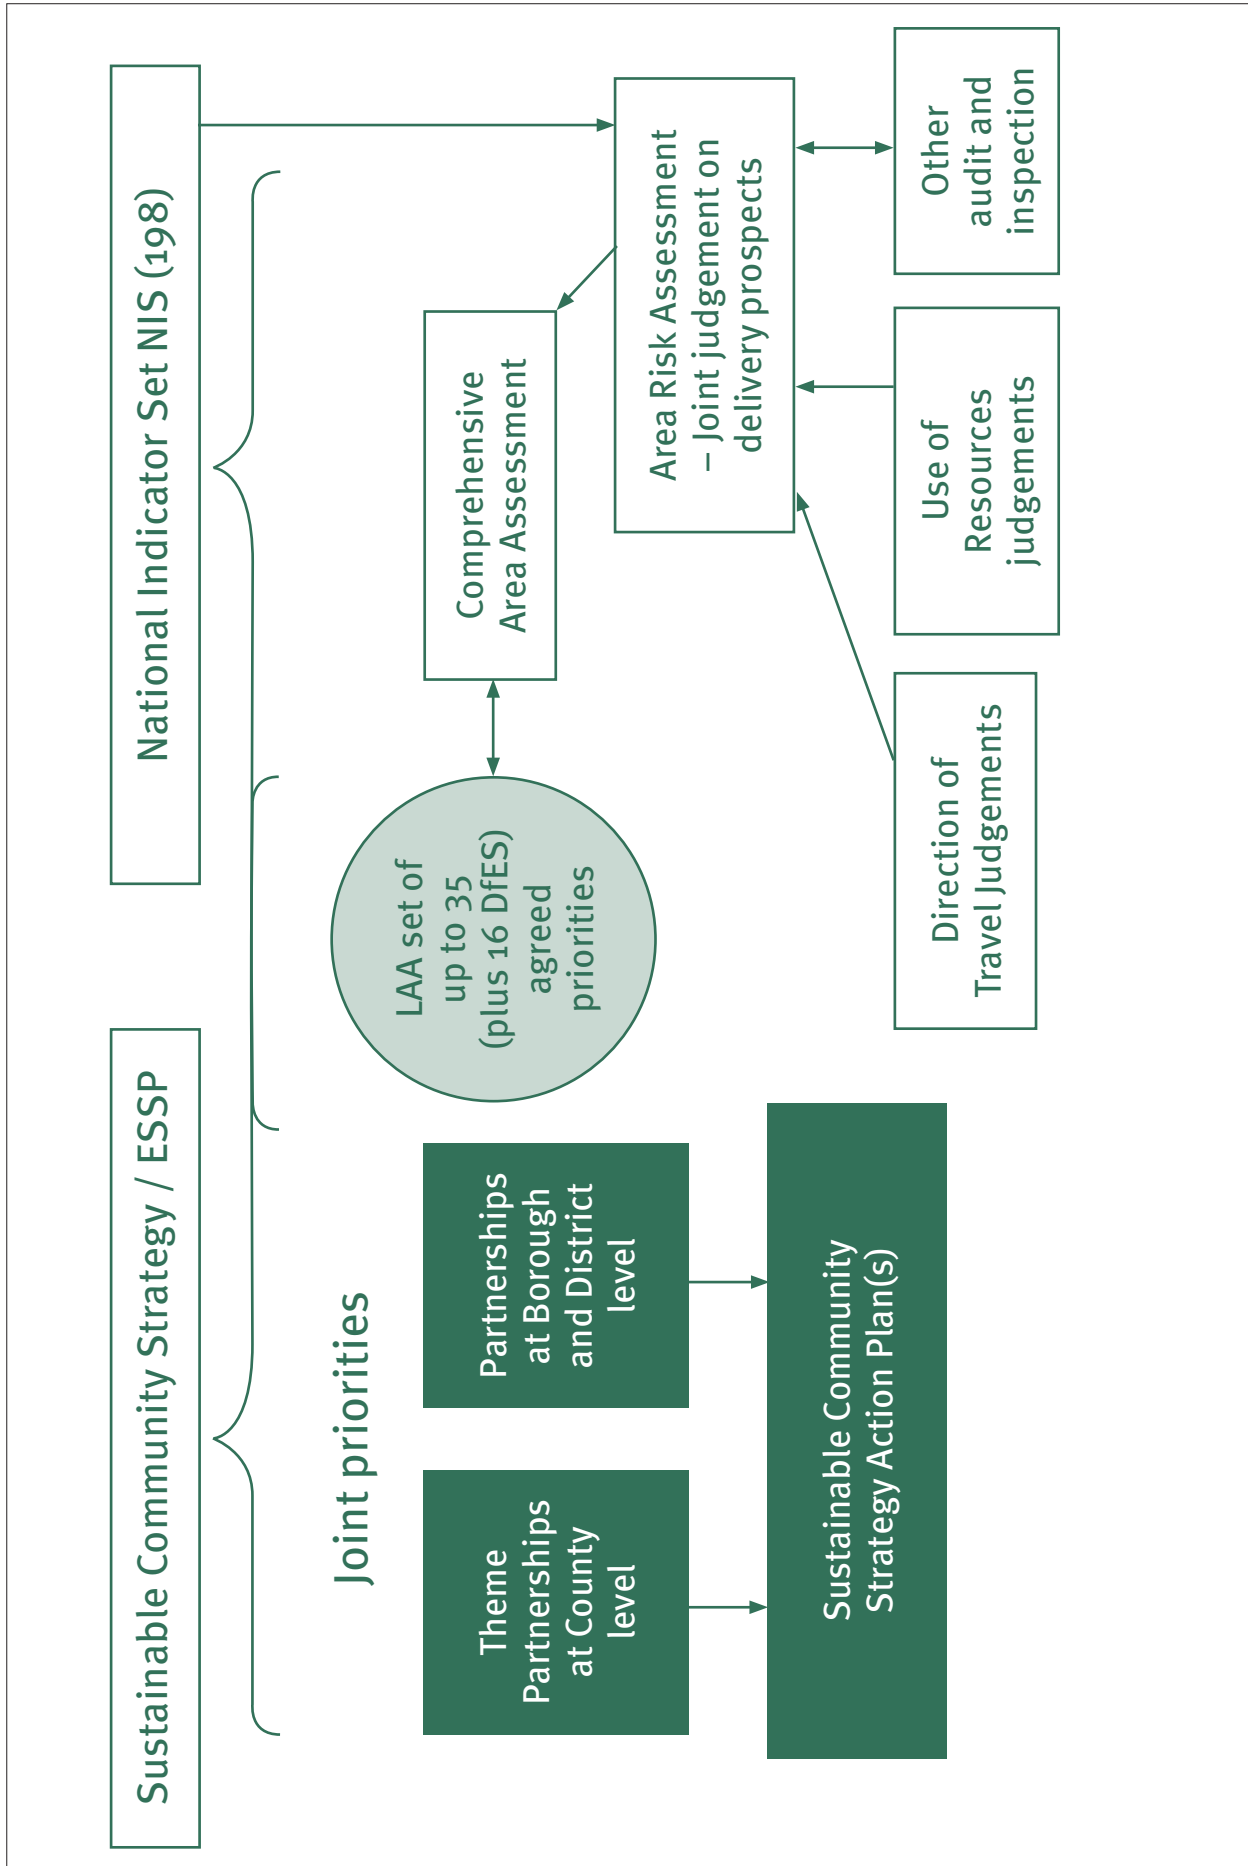 Sustainable Community Strategy / ESSP
National Indicator Set NIS (198)
Joint priorities
Theme
Partnerships
at County
level
Partnerships
at Borough
and District
level
Sustainable Community
Strategy Action Plan(s)
LAA set of
up to 35
(plus 16 DfES)
agreed
priorities
Comprehensive
Area Assessment
Area Risk Assessment
– Joint judgement on
delivery prospects
Direction of
Travel Judgements
Use of
Resources
judgements
Other
audit and
inspection